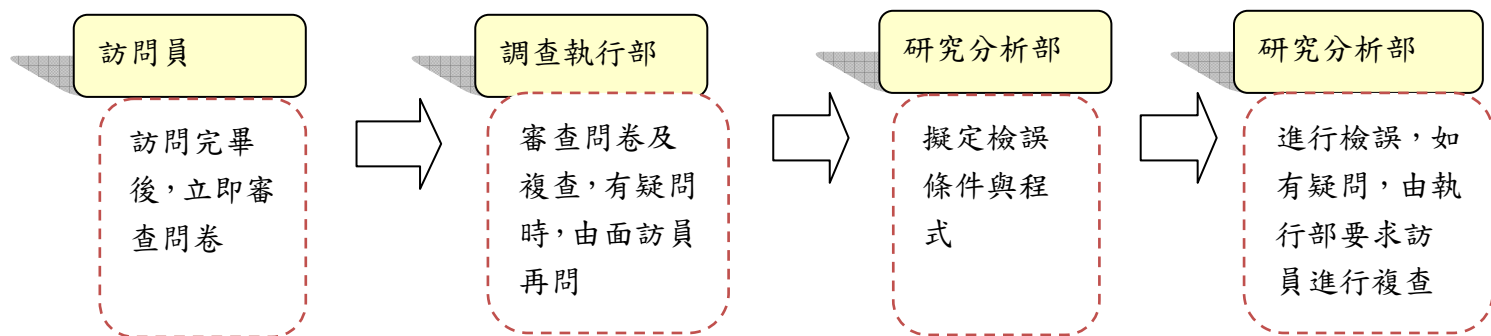 訪問員
訪問完畢
後，立即審
查問卷
調查執行部
審查問卷及
複查，有疑問
時，由面訪員
再問
研究分析部
擬定檢誤
條件與程
式
研究分析部
進行檢誤，如
有疑問，由執
行部要求訪
員進行複查